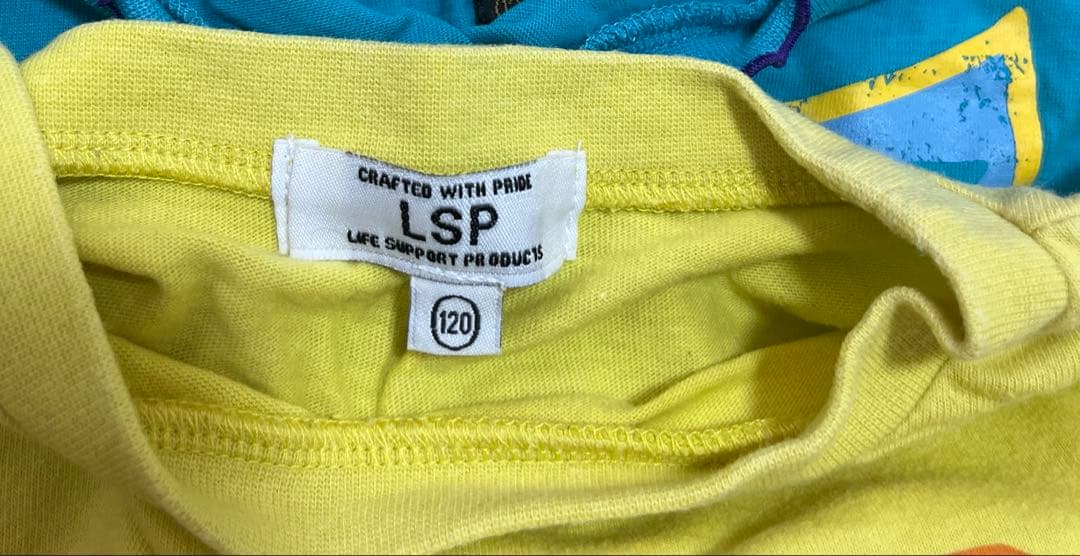 CRAFTED WITH PRIDE
LSP
LIFE SUPPORT PRODUCTS
120